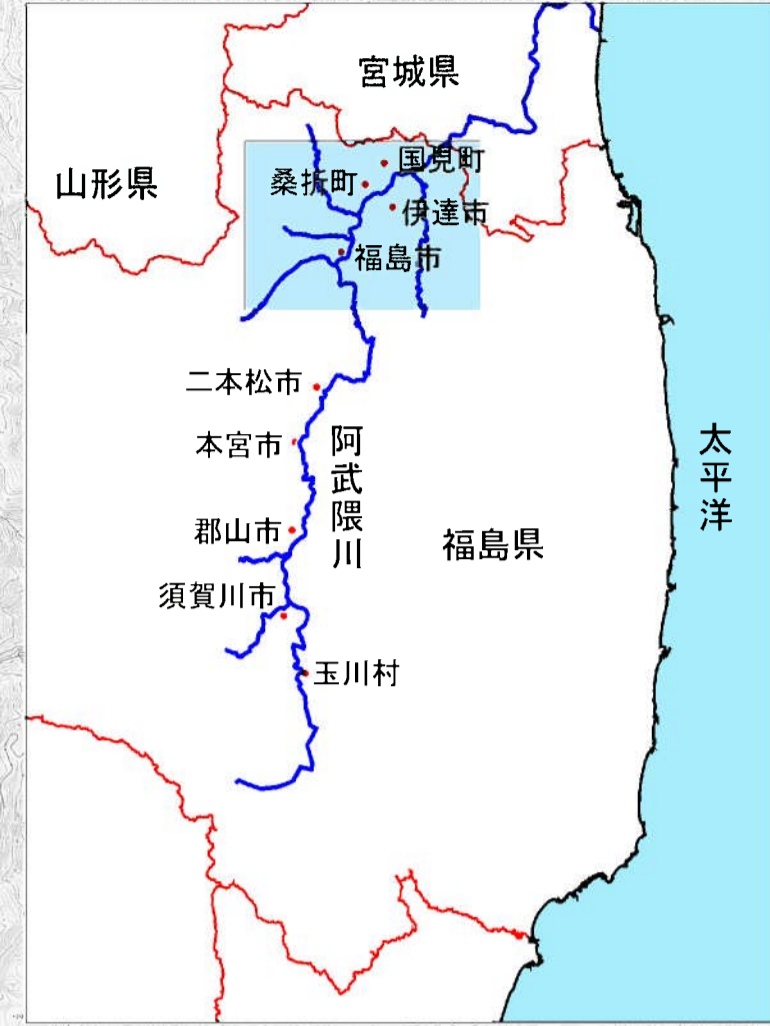 宮城県
山形県
国見町
桑折町
伊達市
福島市
二本松市
本宮市
阿武隈川
太平洋
郡山市
福島県
須賀川市
玉川村